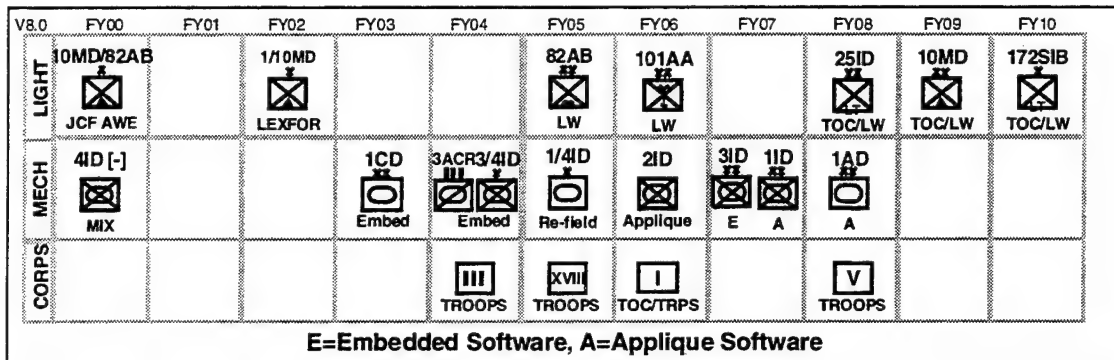 V8.0 FY00 FY01 FY02 FY03 FY04 FY05 FY06 FY07 FY08 FY09 FY10
LIGHT
10MD/82AB 1/10MD 82AB 101AA 25ID 10MD 172SIB
JCF AWE LEXFOR LW LW TOC/LW TOC/LW TOC/LW
MECH
4ID [-] 1CD 3ACR 3/4ID 1/4ID 2ID 3ID 1ID 1AD
MIX Embed Embed Re-field Applique E A A
CORPS
III XVIII I V
TROOPS TROOPS TOC/TRPS TROOPS
E=Embedded Software, A=Applique Software